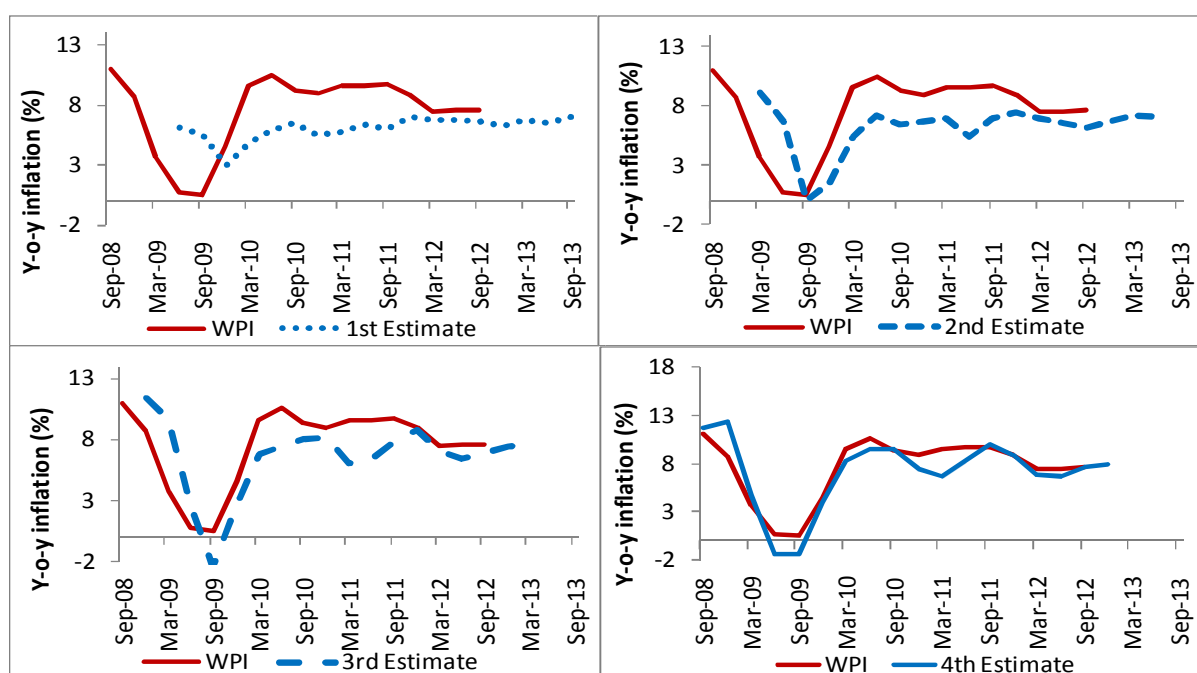 Y-o-y inflation (%)
13
8
3
-2
Sep-08
Mar-09
Sep-09
Mar-10
Sep-10
Mar-11
Sep-11
Mar-12
Sep-12
Mar-13
Sep-13
WPI 1st Estimate
Y-o-y inflation (%)
13
8
3
-2
Sep-08
Mar-09
Sep-09
Mar-10
Sep-10
Mar-11
Sep-11
Mar-12
Sep-12
Mar-13
Sep-13
WPI 2nd Estimate
Y-o-y inflation (%)
13
8
3
-2
Sep-08
Mar-09
Sep-09
Mar-10
Sep-10
Mar-11
Sep-11
Mar-12
Sep-12
Mar-13
Sep-13
WPI 3rd Estimate
Y-o-y inflation (%)
18
13
8
3
-2
Sep-08
Mar-09
Sep-09
Mar-10
Sep-10
Mar-11
Sep-11
Mar-12
Sep-12
Mar-13
Sep-13
WPI 4th Estimate